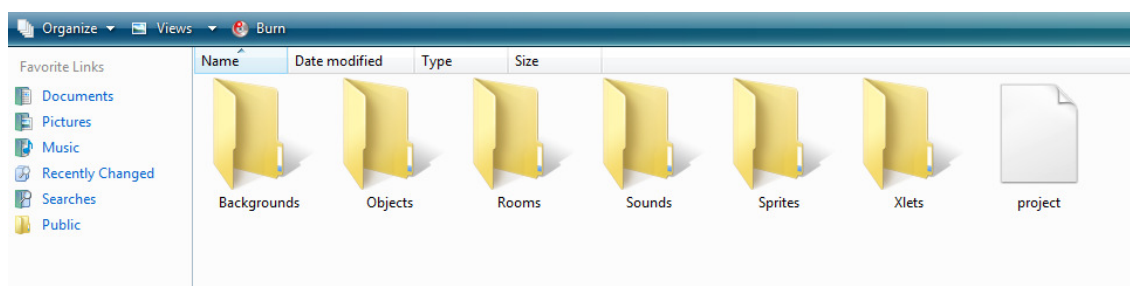 Organize Views Burn
Favorite Links
Documents
Pictures
Music
Recently Changed
Searches
Public
Name Date modified Type Size
Backgrounds Objects Rooms Sounds Sprites Xlets project